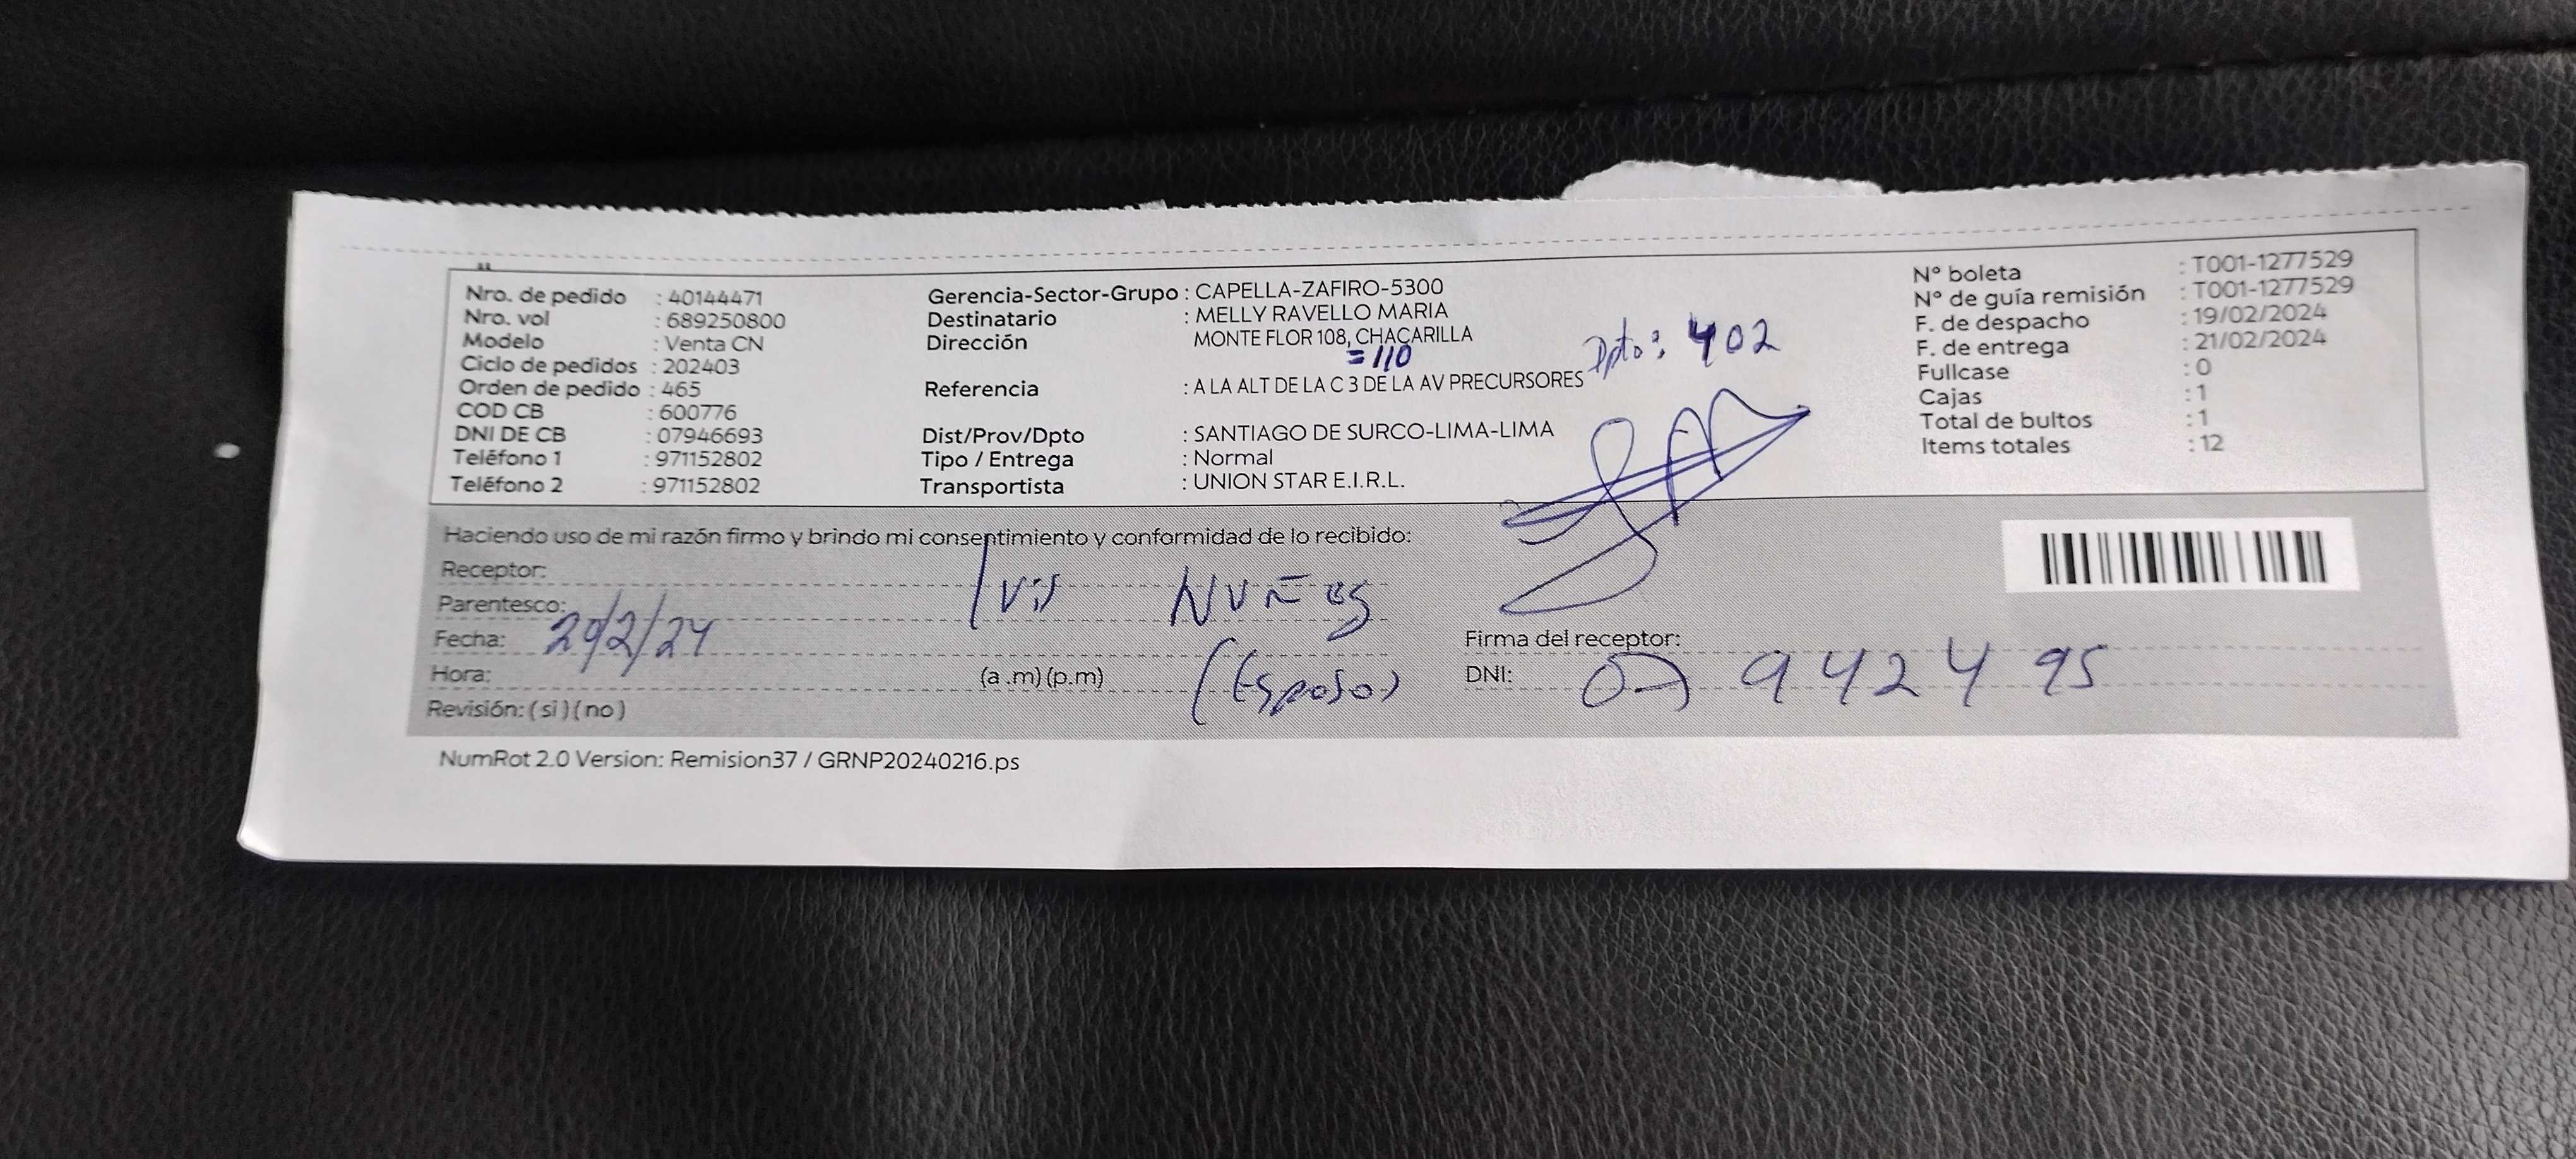 Nro. de pedido : 40144471
Nro. vol : 689250800
Modelo : Venta CN
Ciclo de pedidos : 202403
Orden de pedido : 465
COD CB : 600776
DNI DE CB : 07946693
Teléfono 1 : 971152802
Teléfono 2 : 971152802
Gerencia-Sector-Grupo : CAPELLA-ZAFIRO-5300
Destinatario : MELLY RAVELLO MARIA
Dirección MONTE FLOR 108, CHACARILLA
=110
Dpto: 402
Referencia : A LA ALT DE LA C 3 DE LA AV PRECURSORES
Dist/Prov/Dpto : SANTIAGO DE SURCO-LIMA-LIMA
Tipo / Entrega : Normal
Transportista : UNION STAR E.I.R.L.
N° boleta : T001-1277529
N° de guía remisión : T001-1277529
F. de despacho : 19/02/2024
F. de entrega : 21/02/2024
Fullcase : 0
Cajas : 1
Total de bultos : 1
Items totales : 12
Haciendo uso de mi razón firmo y brindo mi consentimiento y conformidad de lo recibido:
Receptor:
Parentesco:
Fecha:
Hora: (a .m) (p.m) (Esposo)
Revisión: ( si ) ( no )
Firma del receptor:
DNI: 07942495
NumRot 2.0 Version: Remision37 / GRNP20240216.ps